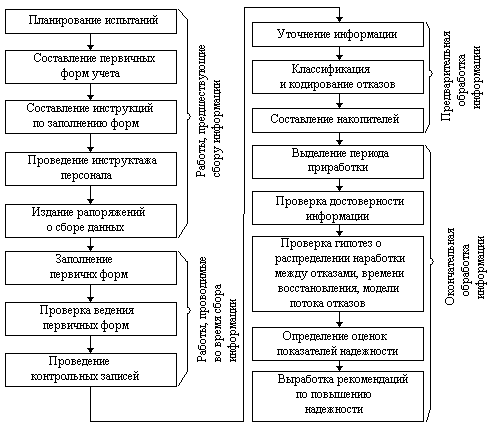 Планирование испытаний
Составление первичных
форм учета
Составление инструкций
по заполнению форм
Проведение инструктажа
персонала
Издание рапоряжений
о сборе данных
Работы, предшествующие
сбору информации
Заполнение
первичнх форм
Проверка ведения
первичных форм
Проведение
контрольных записей
Работы, проводимые
во время сбора
информации
Уточнение информации
Классификация
и кодирование отказов
Составление накопителей
Предварительная
обработка
информации
Выделение периода
приработки
Проверка достоверности
информации
Проверка гипотез о
распределении наработки
между отказами, времени
восстановления, модели
потока отказов
Определение оценок
показателей надежности
Выработка рекомендаций
по повышению
надежности
Окончательная
обработка
информации